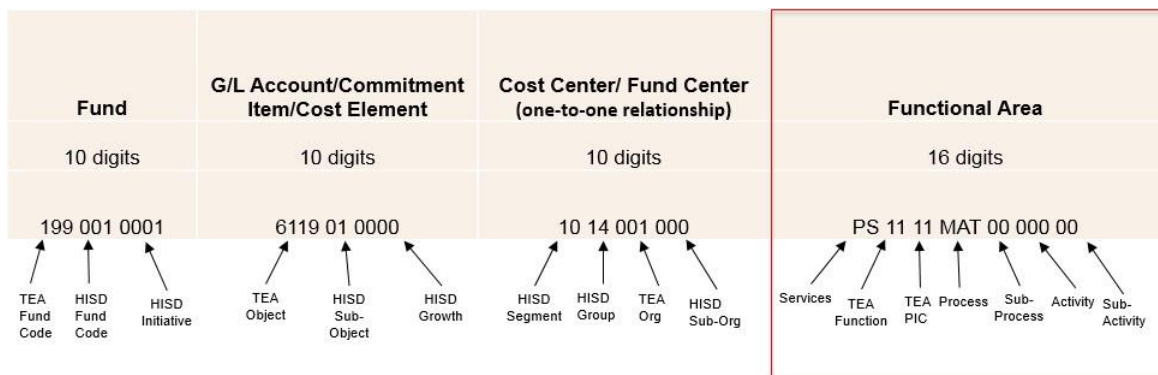 Fund
G/L Account/Commitment
Item/Cost Element
Cost Center/ Fund Center
(one-to-one relationship)
Functional Area
10 digits
10 digits
10 digits
16 digits
199 001 0001
6119 01 0000
10 14 001 000
PS 11 11 MAT 00 000 00
TEA
Fund
Code
HISD
Fund
Code
HISD
Initiative
TEA
Object
HISD
Sub-
Object
HISD
Growth
HISD
Segment
HISD
Group
TEA
Org
HISD
Sub-Org
Services
TEA
Function
TEA
PIC
Process
Sub-
Process
Activity
Sub-
Activity